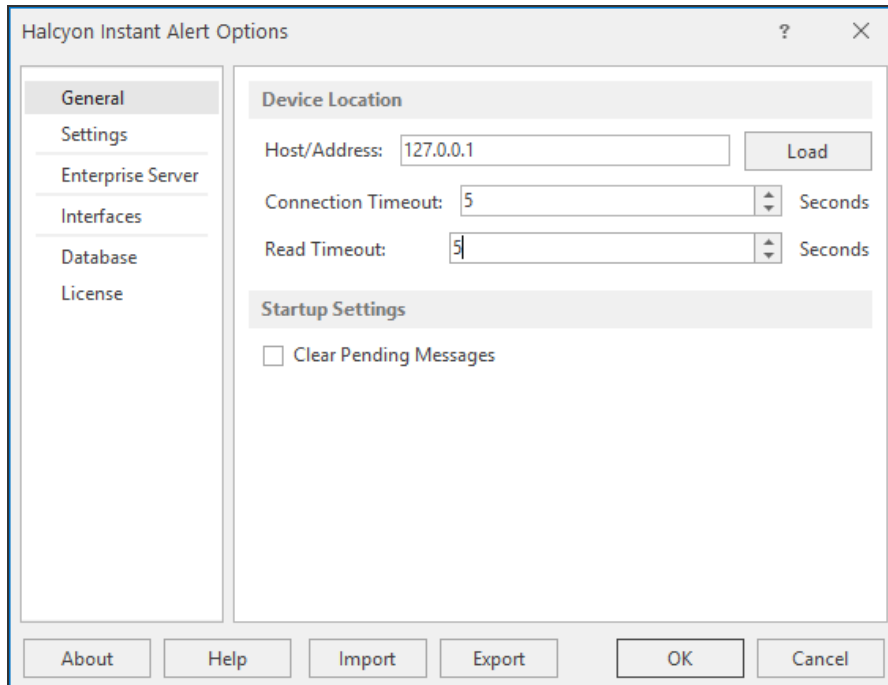 Halcyon Instant Alert Options ?
General
Settings
Enterprise Server
Interfaces
Database
License
Device Location
Host/Address: 127.0.0.1 Load
Connection Timeout: 5 Seconds
Read Timeout: 5 Seconds
Startup Settings
Clear Pending Messages
About Help Import Export OK Cancel